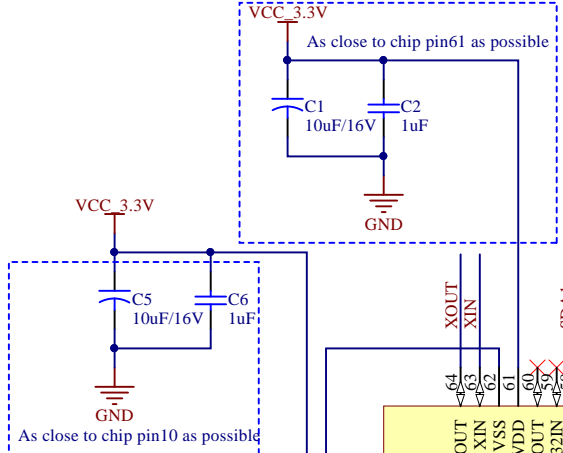 VCC_3.3V
As close to chip pin61 as possible
C1
10uF/16V
C2
1uF
GND
VCC_3.3V
C5
10uF/16V
C6
1uF
GND
As close to chip pin10 as possible
XOUT
XIN
64
63
62
61
60
59
OUT
XIN
VSS
VDD
OUT
32IN